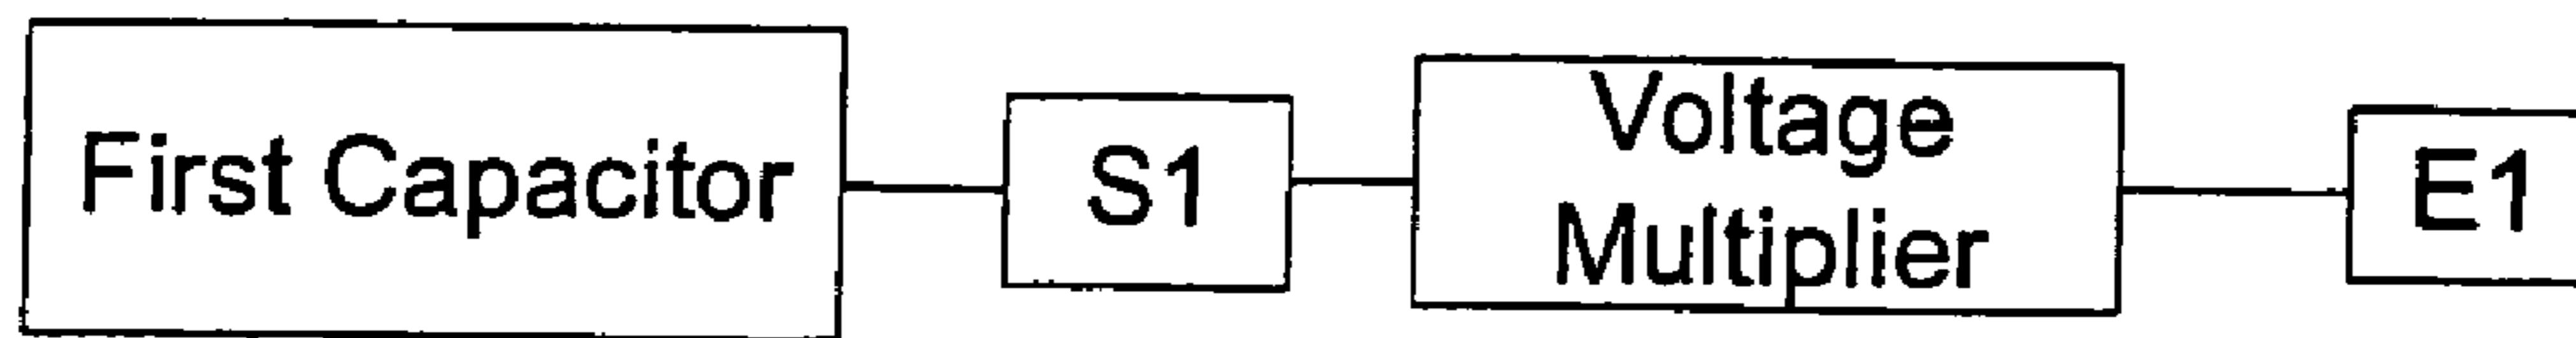 First Capacitor
S1
Voltage
Multiplier
E1